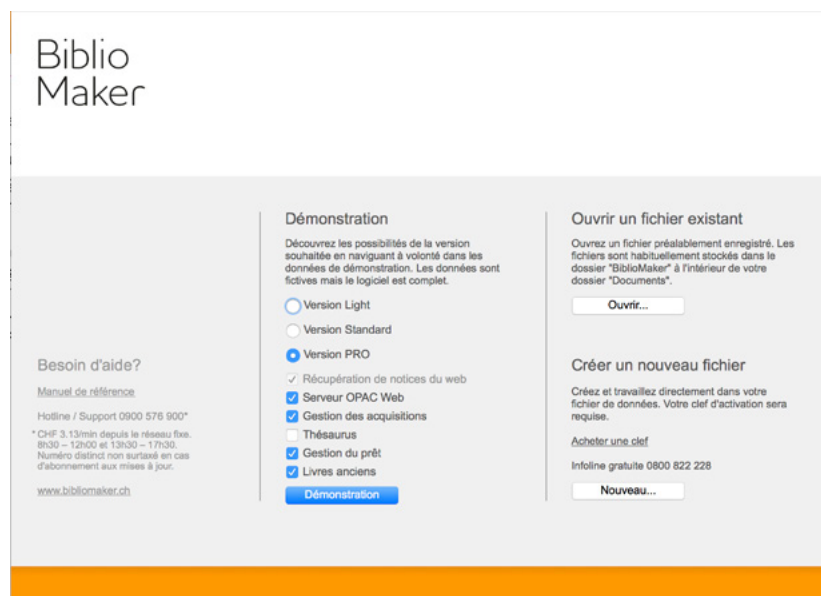 Biblio
Maker
Besoin d'aide?
Manuel de référence
Hotline / Support 0900 576 900*
* CHF 3.13/min depuis le réseau fixe.
8h30 – 12h00 et 13h30 – 17h30.
Numéro distinct non surtaxé en cas
d'abonnement aux mises à jour.
www.bibliomaker.ch
Démonstration
Découvrez les possibilités de la version
souhaitée en naviguant à volonté dans les
données de démonstration. Les données sont
fictives mais le logiciel est complet.
Version Light
Version Standard
Version PRO
Récupération de notices du web
Serveur OPAC Web
Gestion des acquisitions
Thésaurus
Gestion du prêt
Livres anciens
Démonstration
Ouvrir un fichier existant
Ouvrez un fichier préalablement enregistré. Les
fichiers sont habituellement stockés dans le
dossier "BiblioMaker" à l'intérieur de votre
dossier "Documents".
Ouvrir...
Créer un nouveau fichier
Créez et travaillez directement dans votre
fichier de données. Votre clef d'activation sera
requise.
Acheter une clef
Infoline gratuite 0800 822 228
Nouveau...